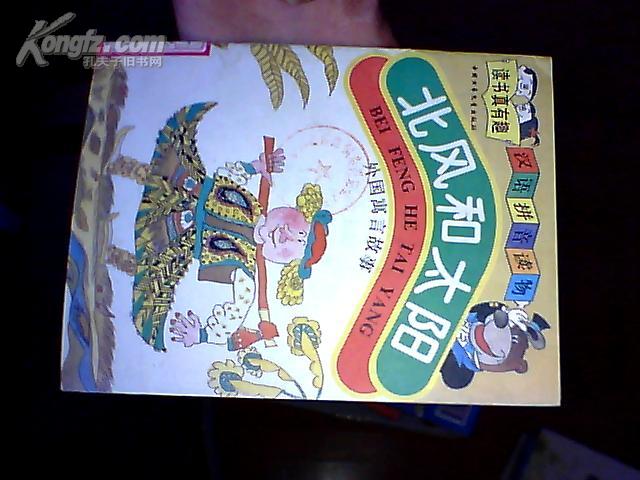 Kongfz.com
孔夫子旧书网
读书真有趣
汉语拼音读物
北风和太阳
BEI FENG HE TAI YANG
外国寓言故事